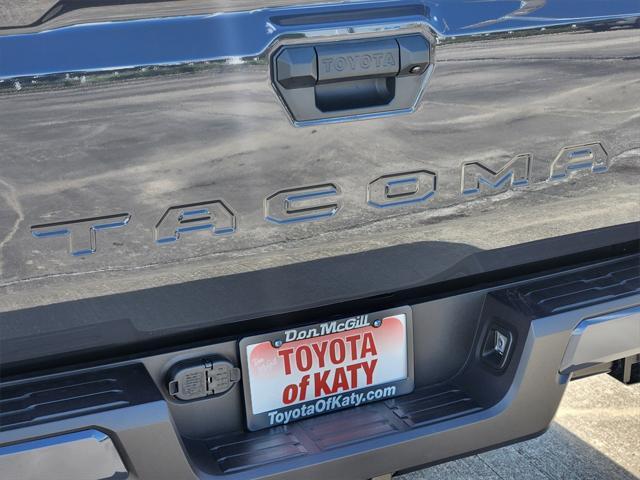 TOYOTA
TACOMA
Don McGill
TOYOTA
of KATY
ToyotaOfKaty.com